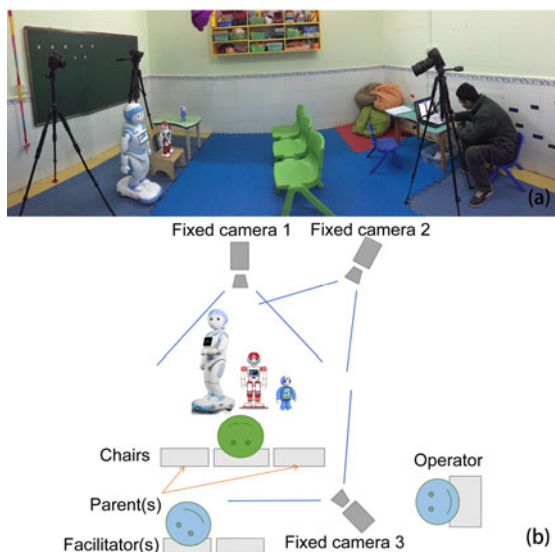 (a)
Fixed camera 1
Fixed camera 2
Chairs
Operator
Parent(s)
Facilitator(s)
Fixed camera 3
(b)